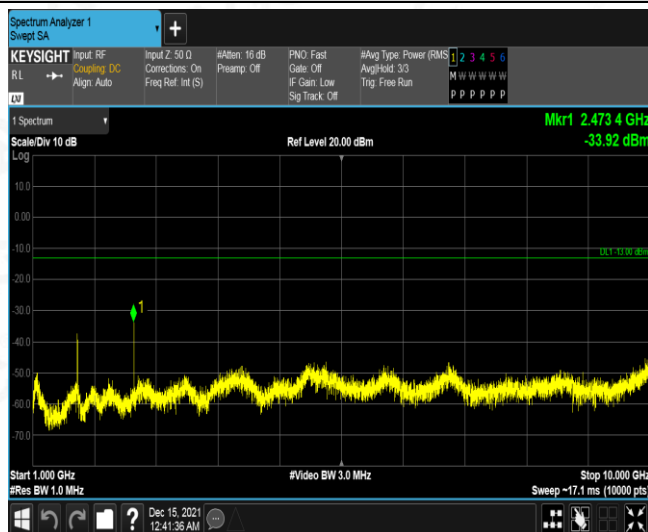 Spectrum Analyzer 1
Swept SA
+
KEYSIGHT Input: RF Input Z: 50 Ω #Atten: 16 dB PNO: Fast #Avg Type: Power (RMS 1 2 3 4 5 6
RL Coupling: DC Corrections: On Preamp: Off Gate: Off Avg|Hold: 3/3 M W W W W W
Align: Auto Freq Ref: Int (S) IF Gain: Low Trig: Free Run
LXI Sig Track: Off P P P P P P
1 Spectrum Mkr1 2.473 4 GHz
Scale/Div 10 dB Ref Level 20.00 dBm -33.92 dBm
Log
10.0
0.00
-10.0
DL1 -13.00 dBm
-20.0
1
-30.0
-40.0
-50.0
-60.0
-70.0
Start 1.000 GHz #Video BW 3.0 MHz Stop 10.000 GHz
#Res BW 1.0 MHz Sweep ~17.1 ms (10000 pts)
? Dec 15, 2021
12:41:36 AM